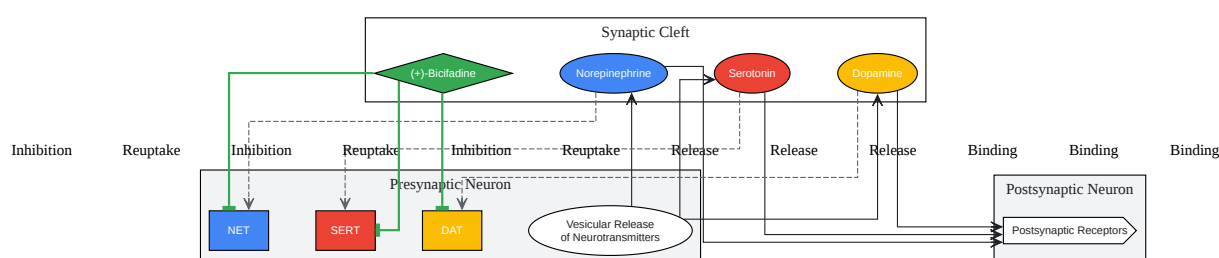 Synaptic Cleft
(+)-Bicifadine
Norepinephrine
Serotonin
Dopamine
Inhibition
Reuptake
Inhibition
Reuptake
Inhibition
Reuptake
Release
Release
Release
Binding
Binding
Binding
Presynaptic Neuron
Postsynaptic Neuron
NET
SERT
DAT
Vesicular Release
of Neurotransmitters
Postsynaptic Receptors